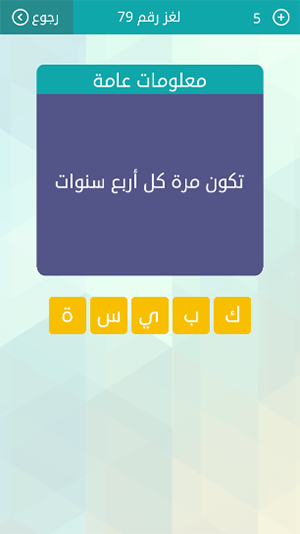 رجوع لغز رقم 79 5
معلومات عامة
تكون مرة كل أربع سنوات
ك ب ي س ة